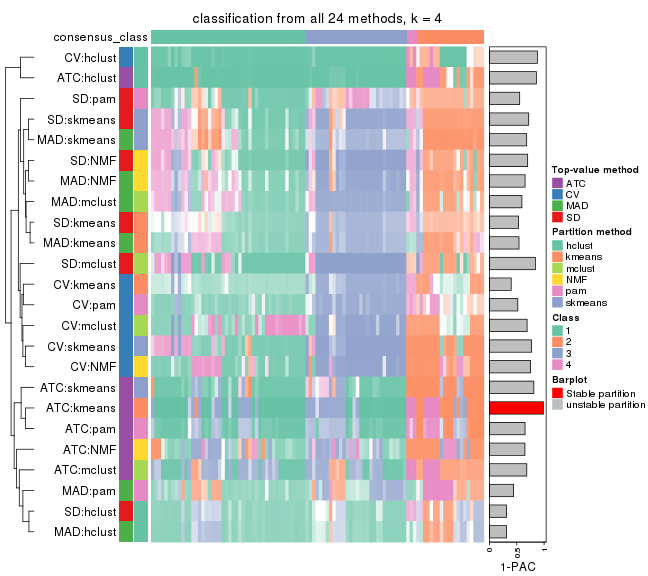 classification from all 24 methods, k = 4
consensus_class
CV:hclust
ATC:hclust
SD:pam
SD:skmeans
MAD:skmeans
SD:NMF
MAD:NMF
MAD:mclust
SD:kmeans
MAD:kmeans
SD:mclust
CV:kmeans
CV:pam
CV:mclust
CV:skmeans
CV:NMF
ATC:skmeans
ATC:kmeans
ATC:pam
ATC:NMF
ATC:mclust
MAD:pam
SD:hclust
MAD:hclust
0
0.5
1
1-PAC
Top-value method
ATC
CV
MAD
SD
Partition method
hclust
kmeans
mclust
NMF
pam
skmeans
Class
1
2
3
4
Barplot
Stable partition
unstable partition